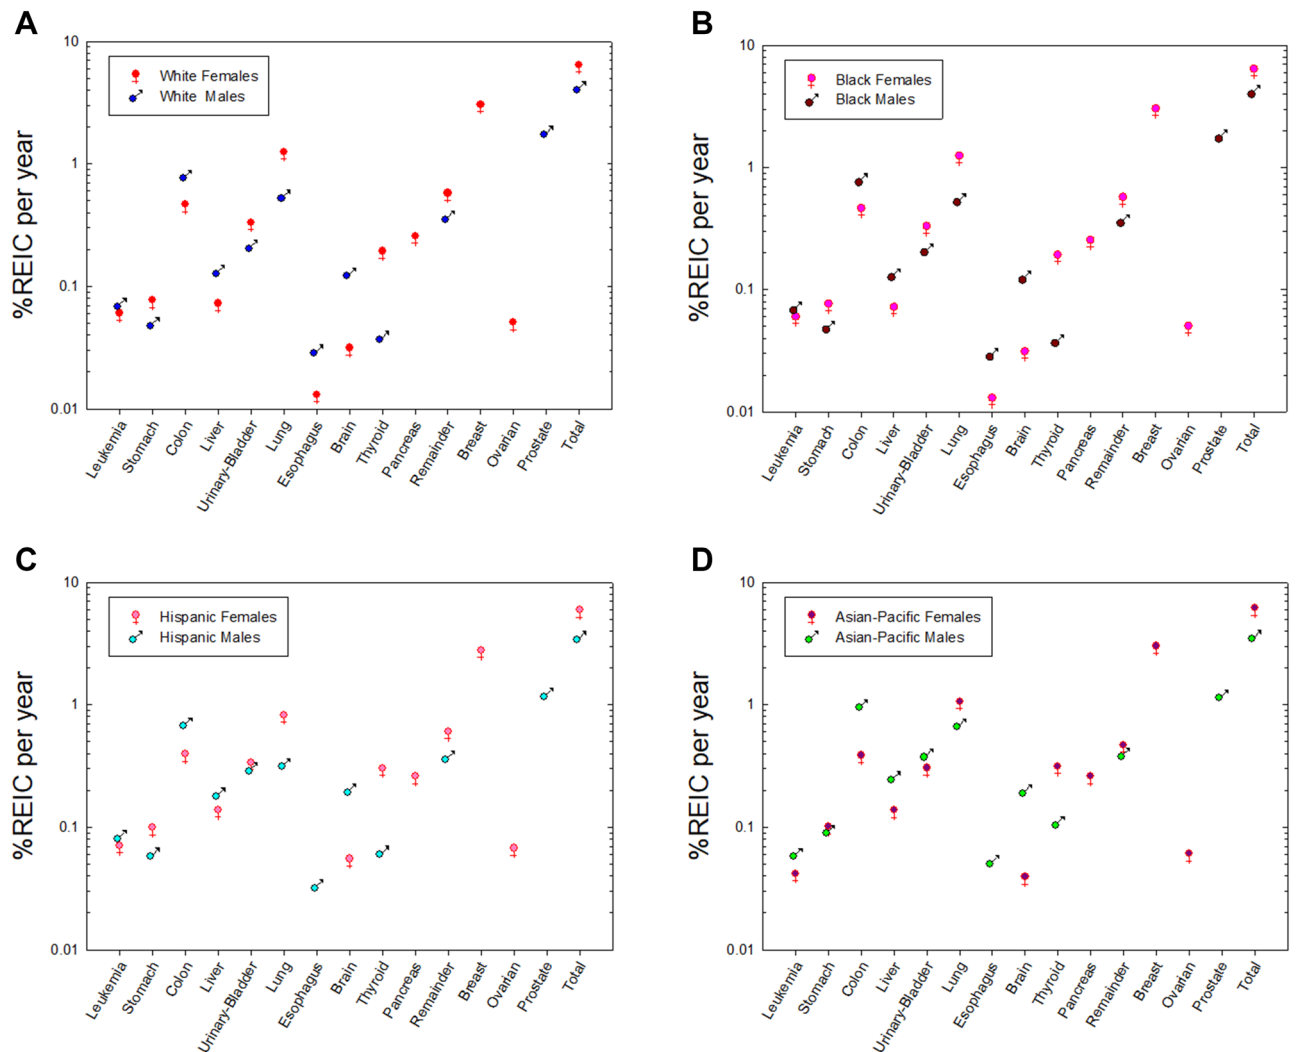 A
%REIC per year
10
1
0.1
0.01
White Females
White Males
Leukemia
Stomach
Colon
Liver
Urinary-Bladder
Lung
Esophagus
Brain
Thyroid
Pancreas
Remainder
Breast
Ovarian
Prostate
Total
B
%REIC per year
10
1
0.1
0.01
Black Females
Black Males
Leukemia
Stomach
Colon
Liver
Urinary-Bladder
Lung
Esophagus
Brain
Thyroid
Pancreas
Remainder
Breast
Ovarian
Prostate
Total
C
%REIC per year
10
1
0.1
0.01
Hispanic Females
Hispanic Males
Leukemia
Stomach
Colon
Liver
Urinary-Bladder
Lung
Esophagus
Brain
Thyroid
Pancreas
Remainder
Breast
Ovarian
Prostate
Total
D
%REIC per year
10
1
0.1
0.01
Asian-Pacific Females
Asian-Pacific Males
Leukemia
Stomach
Colon
Liver
Urinary-Bladder
Lung
Esophagus
Brain
Thyroid
Pancreas
Remainder
Breast
Ovarian
Prostate
Total